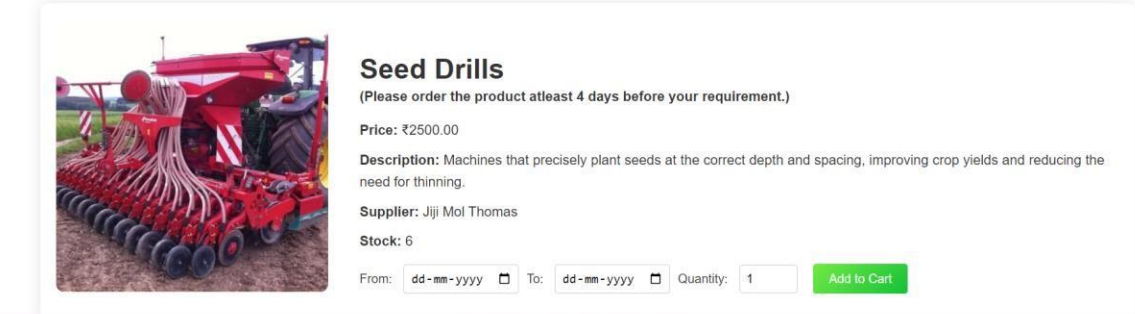 Seed Drills
(Please order the product atleast 4 days before your requirement.)
Price: ₹2500.00
Description: Machines that precisely plant seeds at the correct depth and spacing, improving crop yields and reducing the
need for thinning.
Supplier: Jiji Mol Thomas
Stock: 6
From: dd-mm-yyyy To: dd-mm-yyyy Quantity: 1 Add to Cart